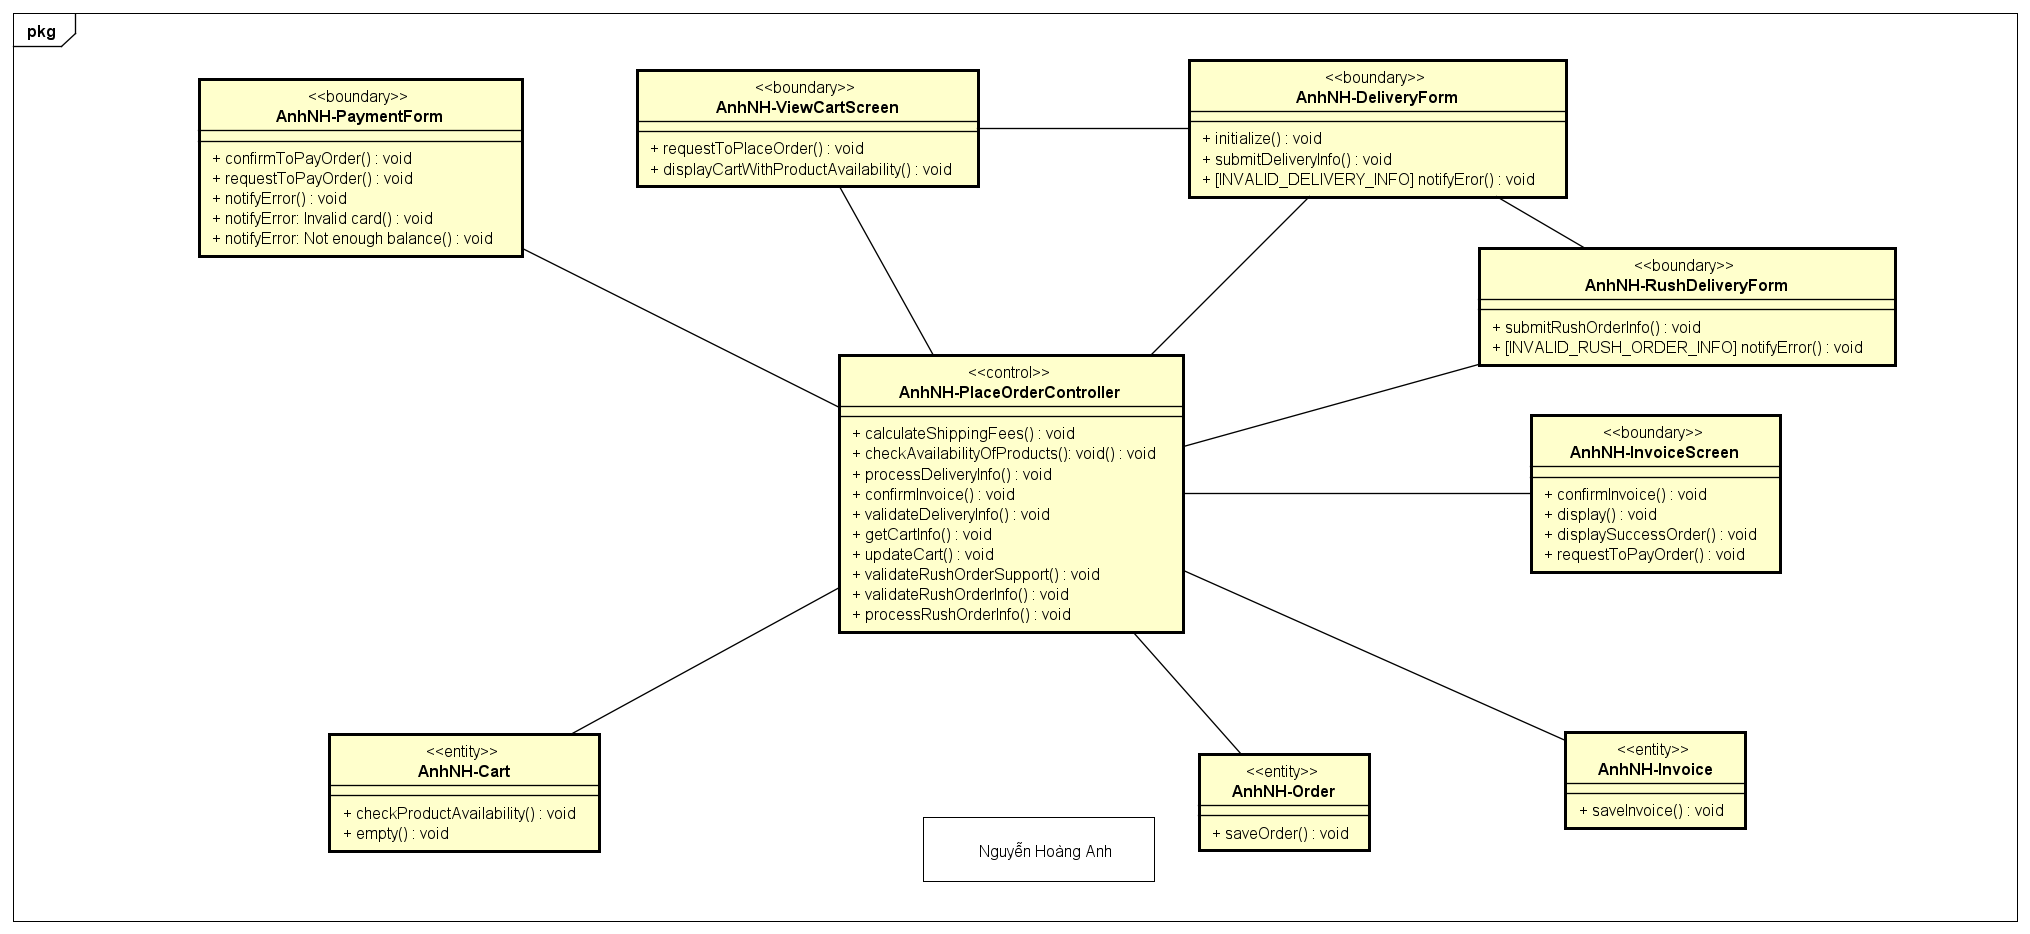 pkg
<<boundary>>
AnhNH-PaymentForm
+ confirmToPayOrder() : void
+ requestToPayOrder() : void
+ notifyError() : void
+ notifyError: Invalid card() : void
+ notifyError: Not enough balance() : void
<<boundary>>
AnhNH-ViewCartScreen
+ requestToPlaceOrder() : void
+ displayCartWithProductAvailability() : void
<<boundary>>
AnhNH-DeliveryForm
+ initialize() : void
+ submitDeliveryInfo() : void
+ [INVALID_DELIVERY_INFO] notifyEror() : void
<<boundary>>
AnhNH-RushDeliveryForm
+ submitRushOrderInfo() : void
+ [INVALID_RUSH_ORDER_INFO] notifyError() : void
<<control>>
AnhNH-PlaceOrderController
+ calculateShippingFees() : void
+ checkAvailabilityOfProducts(): void() : void
+ processDeliveryInfo() : void
+ confirmInvoice() : void
+ validateDeliveryInfo() : void
+ getCartInfo() : void
+ updateCart() : void
+ validateRushOrderSupport() : void
+ validateRushOrderInfo() : void
+ processRushOrderInfo() : void
<<boundary>>
AnhNH-InvoiceScreen
+ confirmInvoice() : void
+ display() : void
+ displaySuccessOrder() : void
+ requestToPayOrder() : void
<<entity>>
AnhNH-Cart
+ checkProductAvailability() : void
+ empty() : void
<<entity>>
AnhNH-Order
+ saveOrder() : void
<<entity>>
AnhNH-Invoice
+ saveInvoice() : void
Nguyễn Hoàng Anh